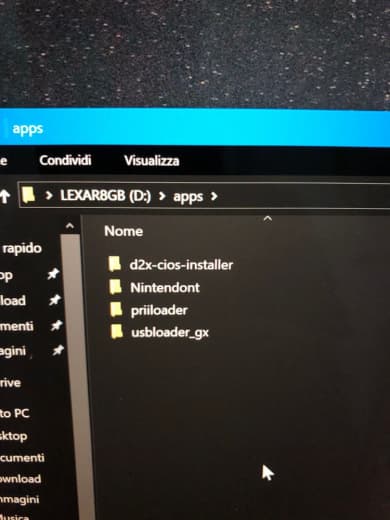 apps
e Condividi Visualizza
LEXAR8GB (D:) apps
Nome
rapido
op
load
menti
agini
rive
to PC
sktop
cumenti
ownload
mmagini
Musica
d2x-cios-installer
Nintendont
priiloader
usbloader_gx